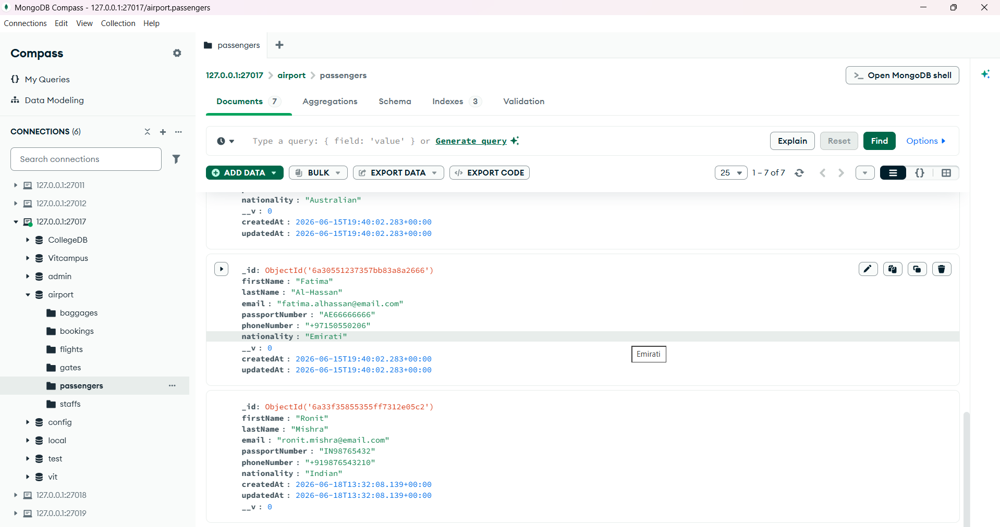 MongoDB Compass - 127.0.0.1:27017/airport.passengers
Connections Edit View Collection Help
Compass
My Queries
Data Modeling
CONNECTIONS (6)
Search connections
127.0.0.1:27011
127.0.0.1:27012
127.0.0.1:27017
CollegeDB
Vitcampus
admin
airport
baggages
bookings
flights
gates
passengers
staffs
config
local
test
vit
127.0.0.1:27018
127.0.0.1:27019
passengers
127.0.0.1:27017 > airport > passengers
>_ Open MongoDB shell
Documents 7 Aggregations Schema Indexes 3 Validation
Type a query: { field: 'value' } or Generate query
Explain Reset Find Options
ADD DATA BULK EXPORT DATA </> EXPORT CODE
25 1 – 7 of 7 {}
nationality : "Australian"
__v : 0
createdAt : 2026-06-15T19:40:02.283+00:00
updatedAt : 2026-06-15T19:40:02.283+00:00
_id: ObjectId('6a30551237357bb83a8a2666')
firstName : "Fatima"
lastName : "Al-Hassan"
email : "fatima.alhassan@email.com"
passportNumber : "AE66666666"
phoneNumber : "+97150550206"
nationality : "Emirati"
__v : 0
Emirati
createdAt : 2026-06-15T19:40:02.283+00:00
updatedAt : 2026-06-15T19:40:02.283+00:00
_id: ObjectId('6a33f35855355ff7312e05c2')
firstName : "Ronit"
lastName : "Mishra"
email : "ronit.mishra@email.com"
passportNumber : "IN98765432"
phoneNumber : "+919876543210"
nationality : "Indian"
createdAt : 2026-06-18T13:32:08.139+00:00
updatedAt : 2026-06-18T13:32:08.139+00:00
__v : 0